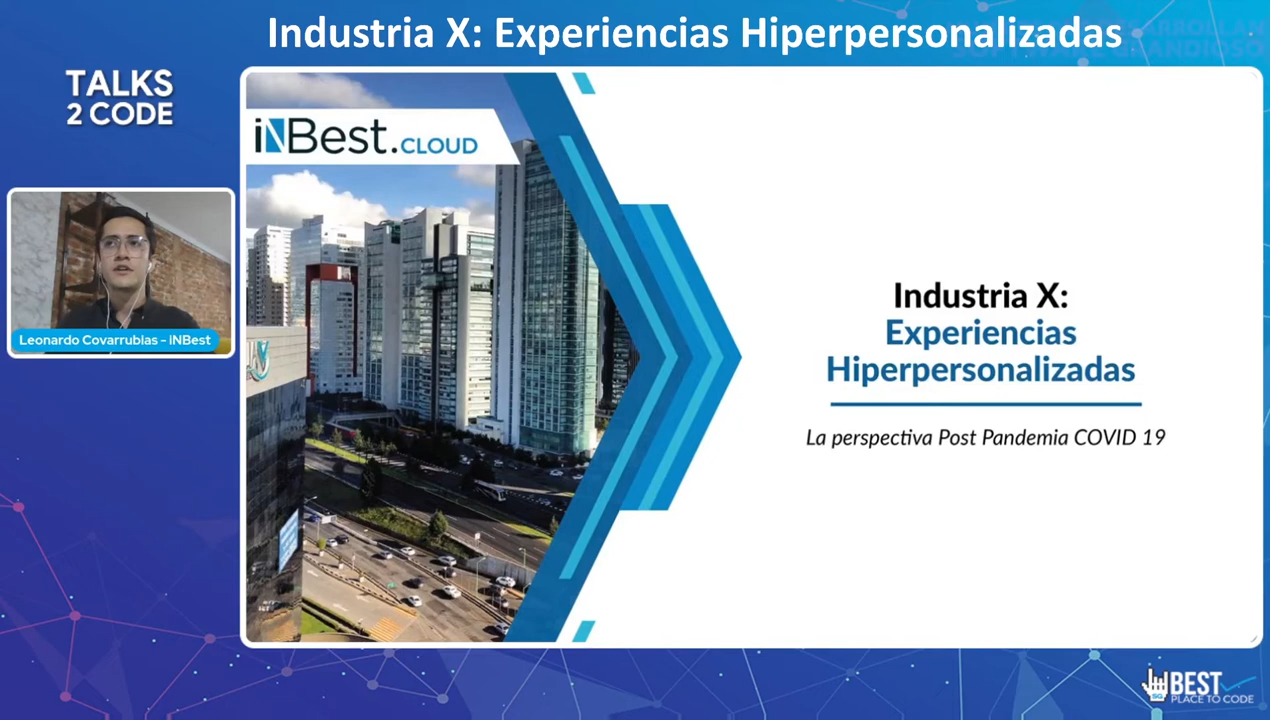 Industria X: Experiencias Hiperpersonalizadas
TALKS
2 CODE
iNBest.CLOUD
Leonardo Covarrubias - iNBest
Industria X:
Experiencias
Hiperpersonalizadas
La perspectiva Post Pandemia COVID 19
SG
BEST
PLACE TO CODE